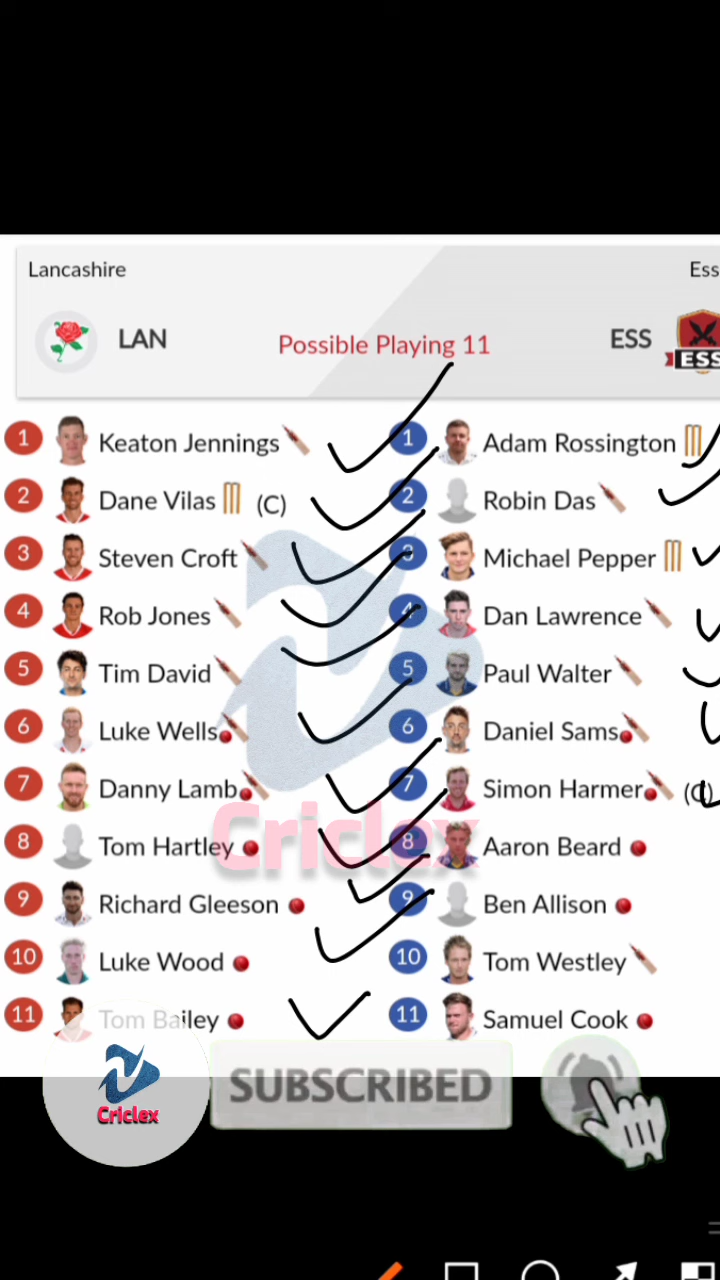 Lancashire Ess
LAN Possible Playing 11 ESS ESS
1 Keaton Jennings 1 Adam Rossington
2 Dane Vilas (C) 2 Robin Das
3 Steven Croft 3 Michael Pepper
4 Rob Jones 4 Dan Lawrence
5 Tim David 5 Paul Walter
6 Luke Wells 6 Daniel Sams
7 Danny Lamb 7 Simon Harmer (C)
Criclex
8 Tom Hartley 8 Aaron Beard
9 Richard Gleeson 9 Ben Allison
10 Luke Wood 10 Tom Westley
11 Tom Bailey 11 Samuel Cook
SUBSCRIBED
Criclex